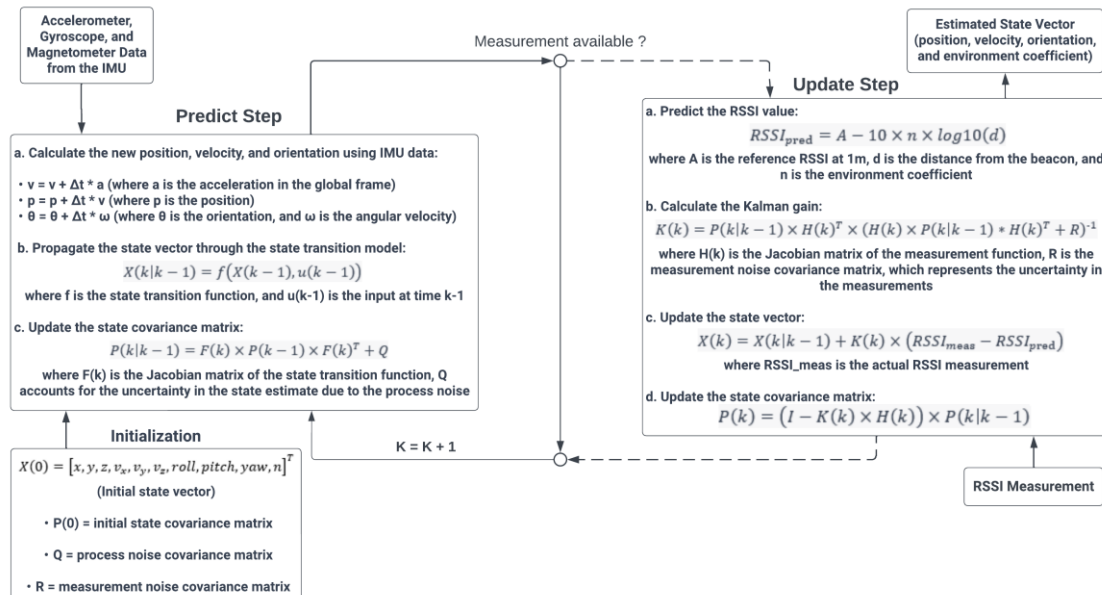 Accelerometer,
Gyroscope, and
Magnetometer Data
from the IMU
Measurement available ?
Estimated State Vector
(position, velocity, orientation,
and environment coefficient)
Predict Step
a. Calculate the new position, velocity, and orientation using IMU data:
• v = v + Δt * a (where a is the acceleration in the global frame)
• p = p + Δt * v (where p is the position)
• θ = θ + Δt * ω (where θ is the orientation, and ω is the angular velocity)
b. Propagate the state vector through the state transition model:
X(k|k − 1) = f(X(k − 1), u(k − 1))
where f is the state transition function, and u(k-1) is the input at time k-1
c. Update the state covariance matrix:
P(k|k − 1) = F(k) × P(k − 1) × F(k)^T + Q
where F(k) is the Jacobian matrix of the state transition function, Q
accounts for the uncertainty in the state estimate due to the process noise
Update Step
a. Predict the RSSI value:
RSSI_pred = A − 10 × n × log10(d)
where A is the reference RSSI at 1m, d is the distance from the beacon, and
n is the environment coefficient
b. Calculate the Kalman gain:
K(k) = P(k|k − 1) × H(k)^T × (H(k) × P(k|k − 1) * H(k)^T + R)^-1
where H(k) is the Jacobian matrix of the measurement function, R is the
measurement noise covariance matrix, which represents the uncertainty in
the measurements
c. Update the state vector:
X(k) = X(k|k − 1) + K(k) × (RSSI_meas − RSSI_pred)
where RSSI_meas is the actual RSSI measurement
d. Update the state covariance matrix:
P(k) = (I − K(k) × H(k)) × P(k|k − 1)
Initialization
X(0) = [x, y, z, v_x, v_y, v_z, roll, pitch, yaw, n]^T
(Initial state vector)
• P(0) = initial state covariance matrix
• Q = process noise covariance matrix
• R = measurement noise covariance matrix
K = K + 1
RSSI Measurement